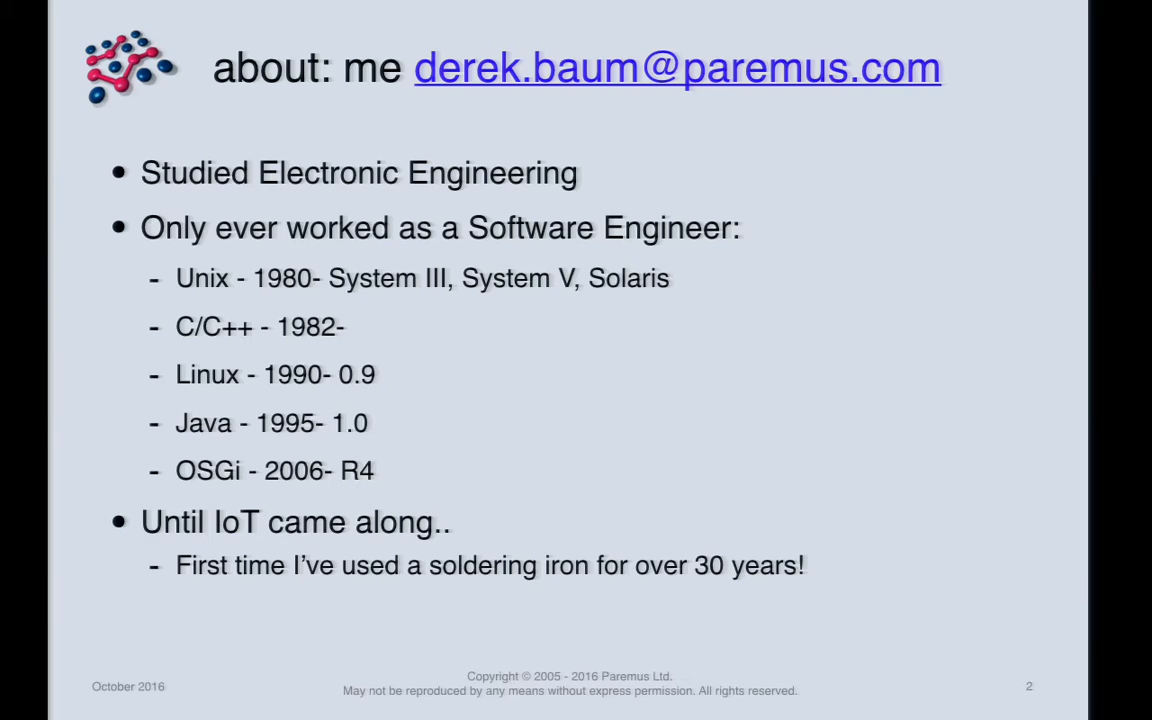 about: me derek.baum@paremus.com
• Studied Electronic Engineering
• Only ever worked as a Software Engineer:
- Unix - 1980- System III, System V, Solaris
- C/C++ - 1982-
- Linux - 1990- 0.9
- Java - 1995- 1.0
- OSGi - 2006- R4
• Until IoT came along..
- First time I’ve used a soldering iron for over 30 years!
October 2016
Copyright © 2005 - 2016 Paremus Ltd.
May not be reproduced by any means without express permission. All rights reserved.
2